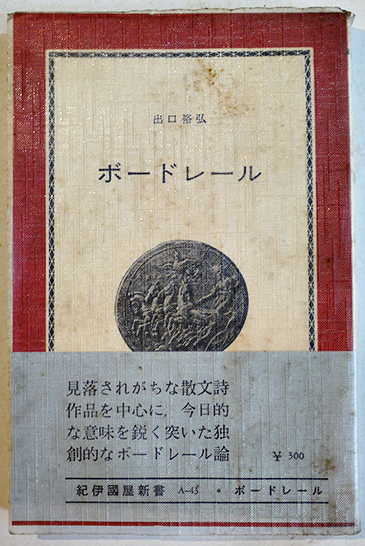 出口裕弘
ボードレール
見落されがちな散文詩
作品を中心に，今日的
な意味を鋭く突いた独
創的なボードレール論
¥ 300
紀伊國屋新書 A-45 ・ ボードレール